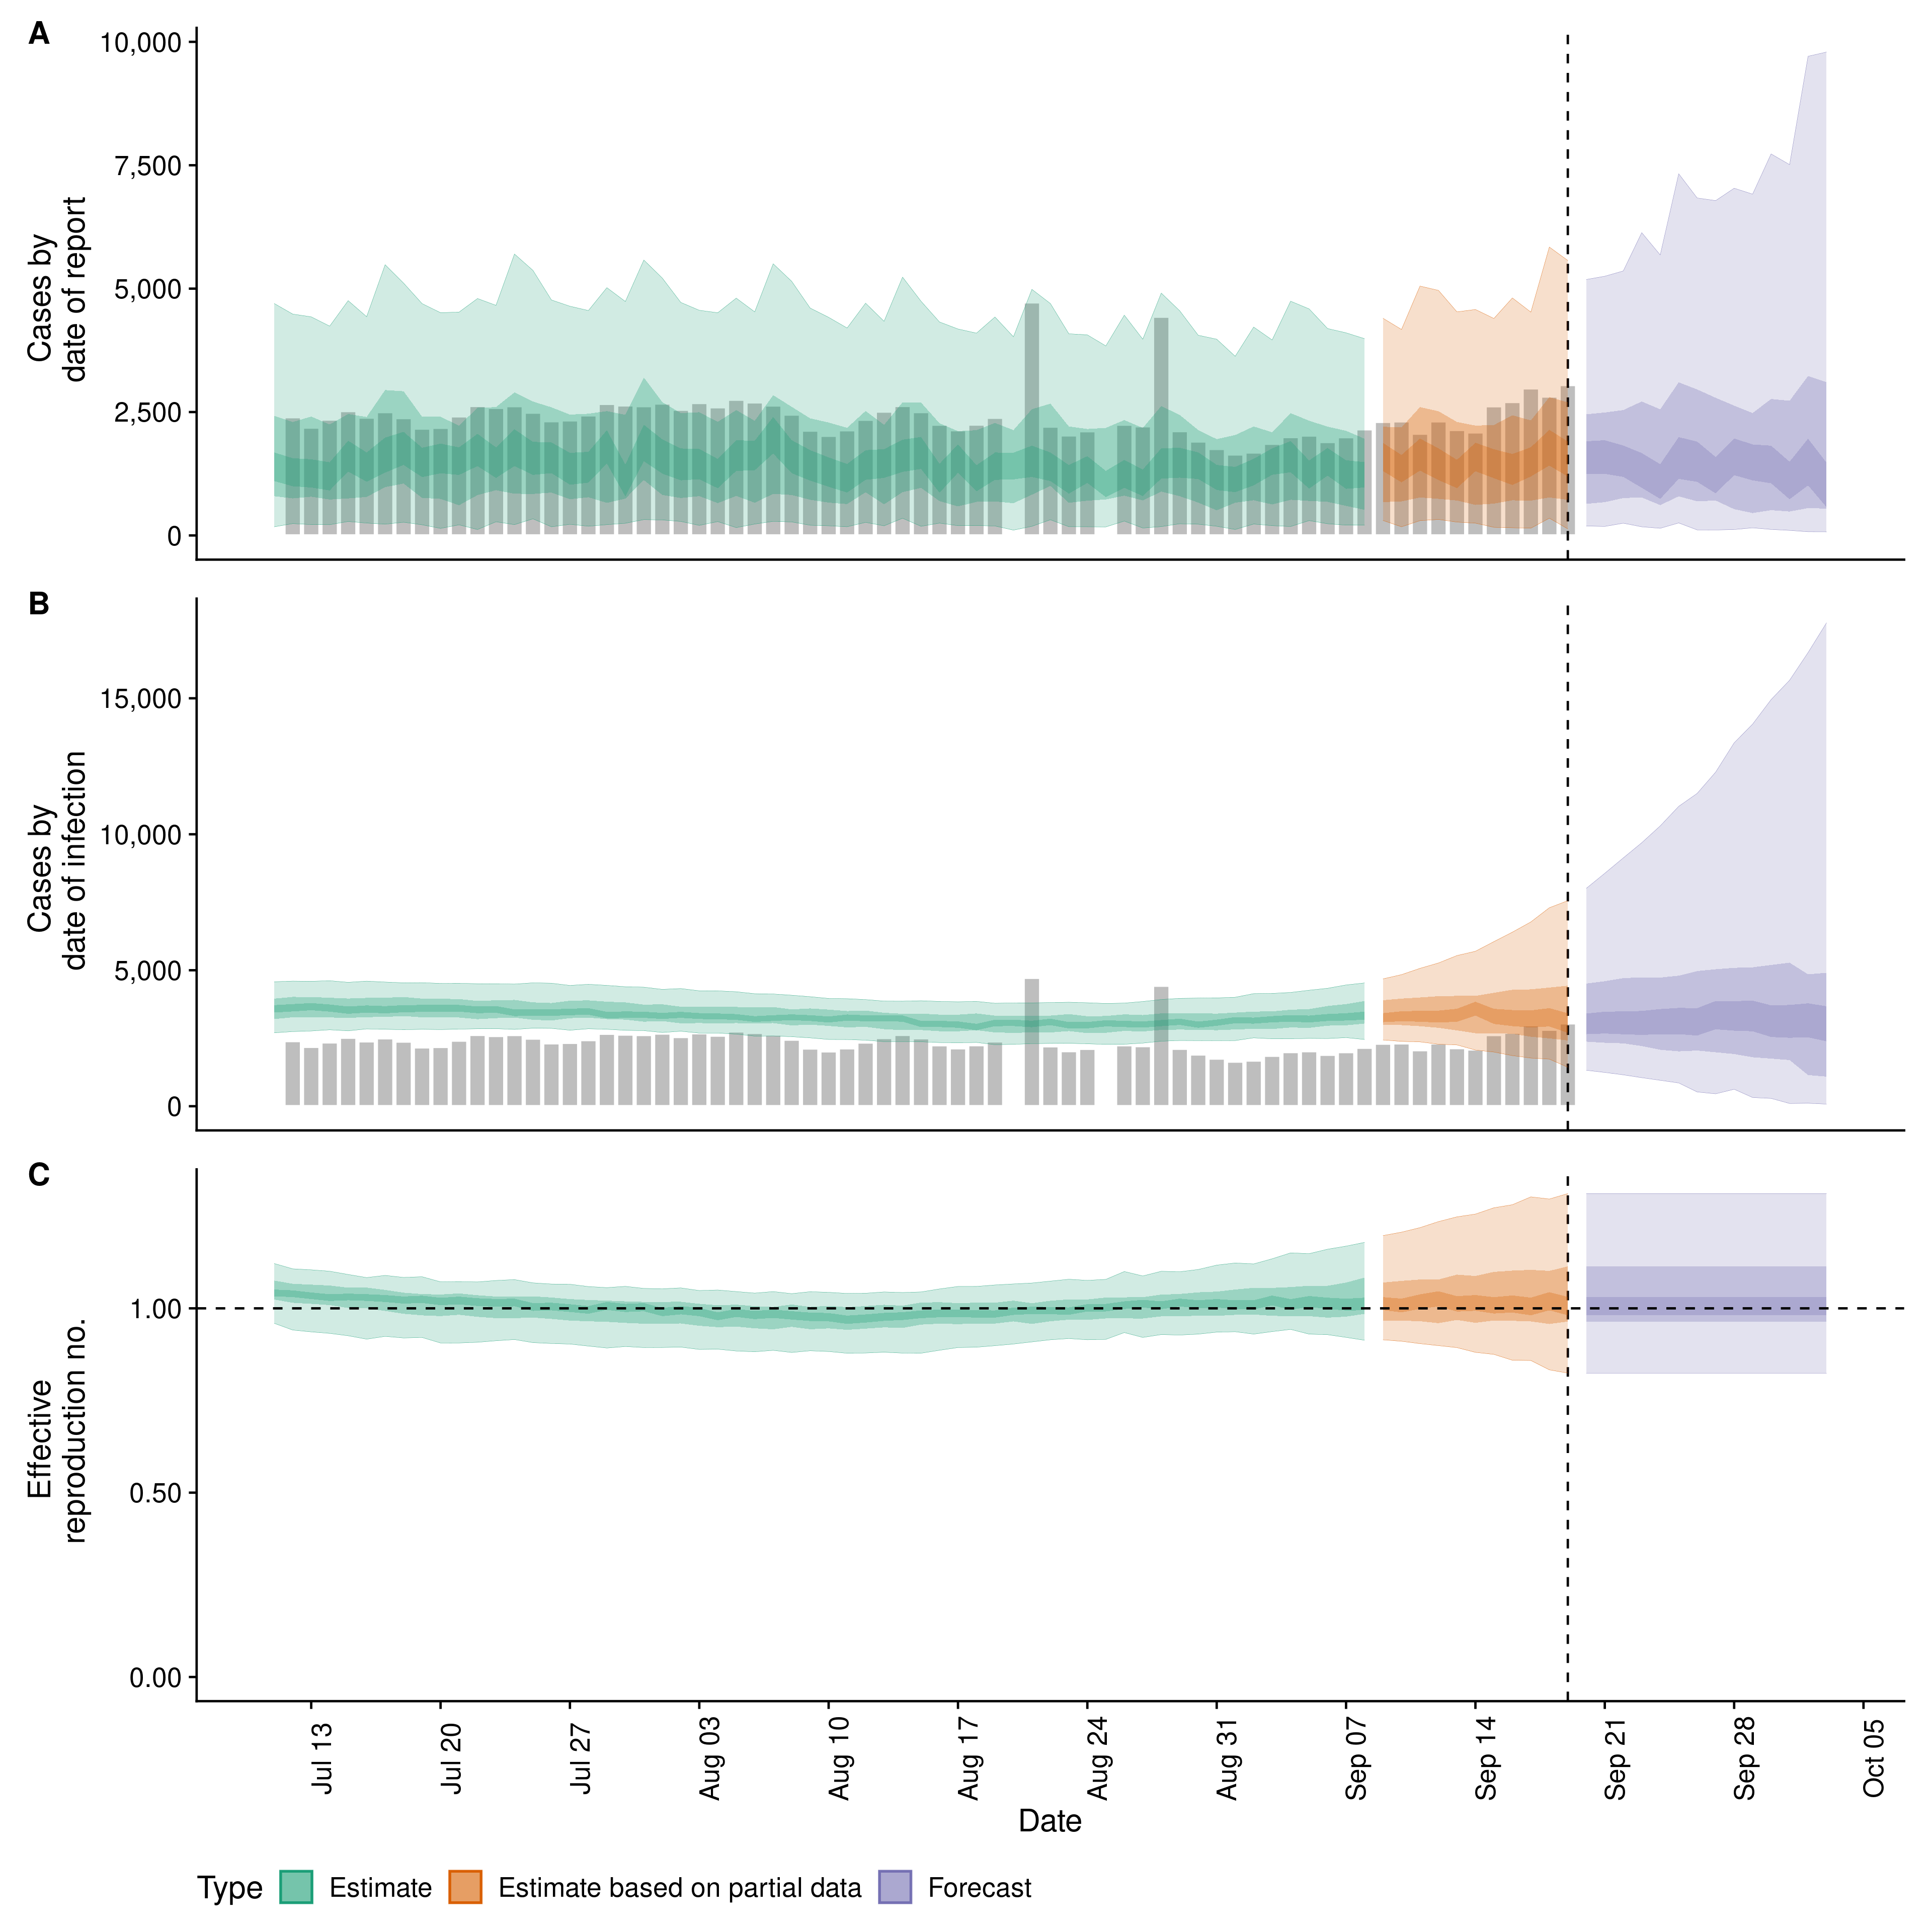 A
10,000
7,500
5,000
2,500
0
Cases by
date of report
B
15,000
10,000
5,000
0
Cases by
date of infection
C
1.00
0.50
0.00
Effective
reproduction no.
Jul 13
Jul 20
Jul 27
Aug 03
Aug 10
Aug 17
Aug 24
Aug 31
Sep 07
Sep 14
Sep 21
Sep 28
Oct 05
Date
Type Estimate Estimate based on partial data Forecast